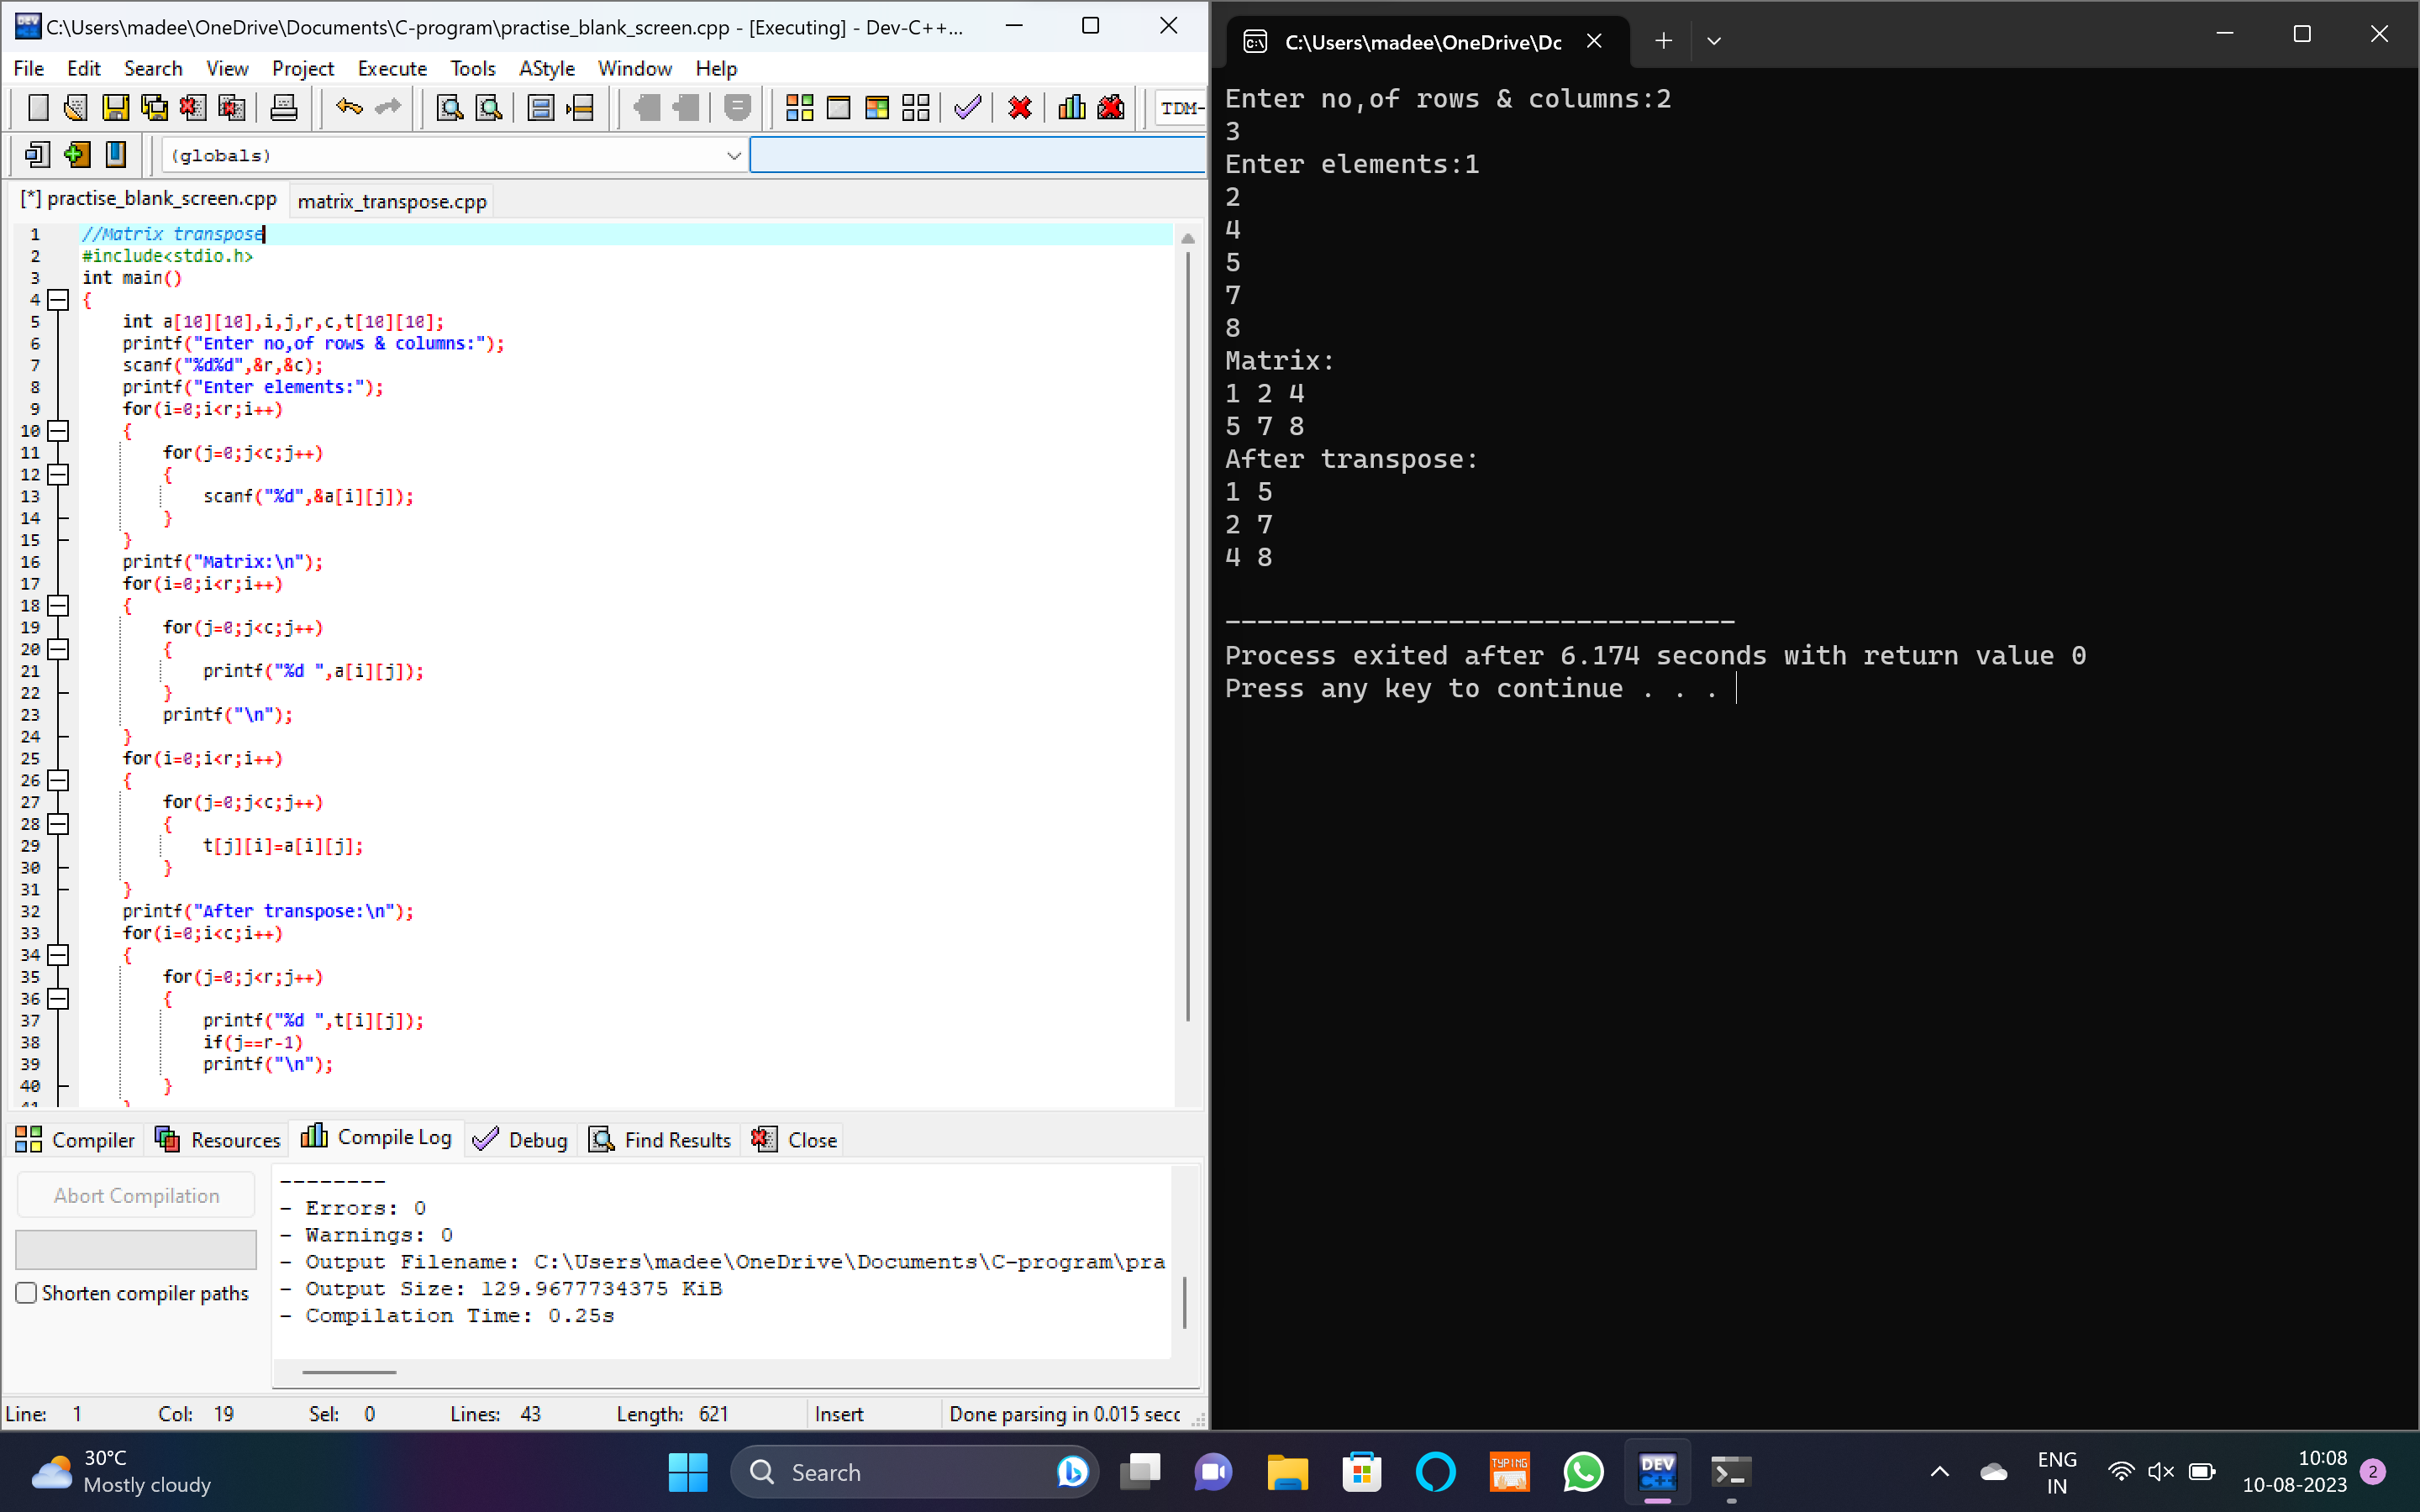 C:\Users\madee\OneDrive\Documents\C-program\practise_blank_screen.cpp - [Executing] - Dev-C++...
File Edit Search View Project Execute Tools AStyle Window Help
TDM-
(globals)
[*] practise_blank_screen.cpp matrix_transpose.cpp
1 //Matrix transpose
2 #include<stdio.h>
3 int main()
4 {
5 int a[10][10],i,j,r,c,t[10][10];
6 printf("Enter no,of rows & columns:");
7 scanf("%d%d",&r,&c);
8 printf("Enter elements:");
9 for(i=0;i<r;i++)
10 {
11 for(j=0;j<c;j++)
12 {
13 scanf("%d",&a[i][j]);
14 }
15 }
16 printf("Matrix:\n");
17 for(i=0;i<r;i++)
18 {
19 for(j=0;j<c;j++)
20 {
21 printf("%d ",a[i][j]);
22 }
23 printf("\n");
24 }
25 for(i=0;i<r;i++)
26 {
27 for(j=0;j<c;j++)
28 {
29 t[j][i]=a[i][j];
30 }
31 }
32 printf("After transpose:\n");
33 for(i=0;i<c;i++)
34 {
35 for(j=0;j<r;j++)
36 {
37 printf("%d ",t[i][j]);
38 if(j==r-1)
39 printf("\n");
40 }
41 }
Compiler Resources Compile Log Debug Find Results Close
Abort Compilation
Shorten compiler paths
--------
- Errors: 0
- Warnings: 0
- Output Filename: C:\Users\madee\OneDrive\Documents\C-program\pra
- Output Size: 129.9677734375 KiB
- Compilation Time: 0.25s
Line: 1 Col: 19 Sel: 0 Lines: 43 Length: 621 Insert Done parsing in 0.015 secc
C:\Users\madee\OneDrive\Dc
Enter no,of rows & columns:2
3
Enter elements:1
2
4
5
7
8
Matrix:
1 2 4
5 7 8
After transpose:
1 5
2 7
4 8
--------------------------------
Process exited after 6.174 seconds with return value 0
Press any key to continue . . .
30°C
Mostly cloudy
Search
TYPING
DEV
C++
ENG
IN
10:08
10-08-2023
2